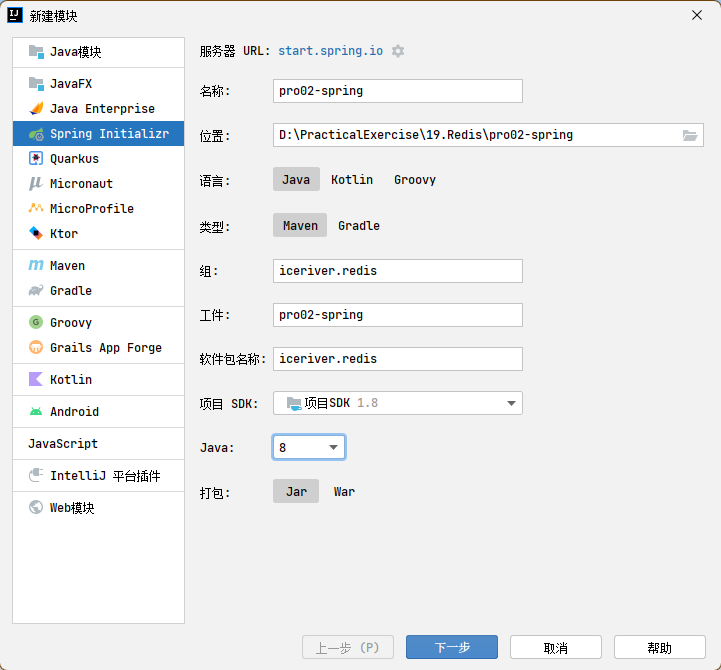 新建模块
Java模块
JavaFX
Java Enterprise
Spring Initializr
Quarkus
Micronaut
MicroProfile
Ktor
Maven
Gradle
Groovy
Grails App Forge
Kotlin
Android
JavaScript
IntelliJ 平台插件
Web模块
服务器 URL: start.spring.io
名称: pro02-spring
位置: D:\PracticalExercise\19.Redis\pro02-spring
语言: Java Kotlin Groovy
类型: Maven Gradle
组: iceriver.redis
工件: pro02-spring
软件包名称: iceriver.redis
项目 SDK: 项目SDK 1.8
Java: 8
打包: Jar War
上一步 (P) 下一步 取消 帮助